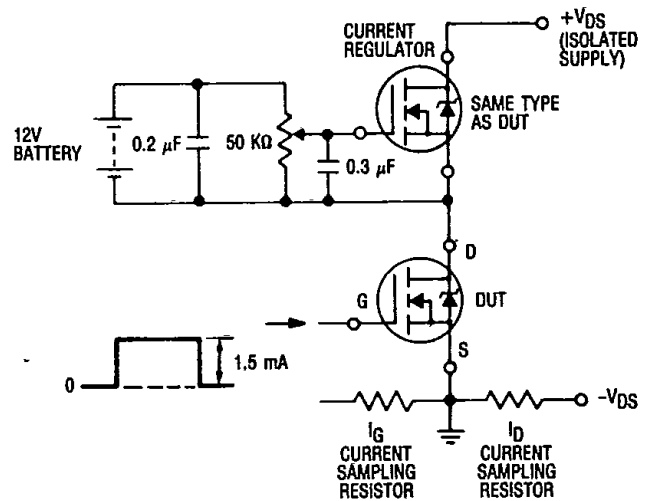 +VDS
(ISOLATED
SUPPLY)
CURRENT
REGULATOR
SAME TYPE
AS DUT
12V
BATTERY
0.2 μF
50 KΩ
0.3 μF
D
G
DUT
S
1.5 mA
0
-VDS
IG
CURRENT
SAMPLING
RESISTOR
ID
CURRENT
SAMPLING
RESISTOR